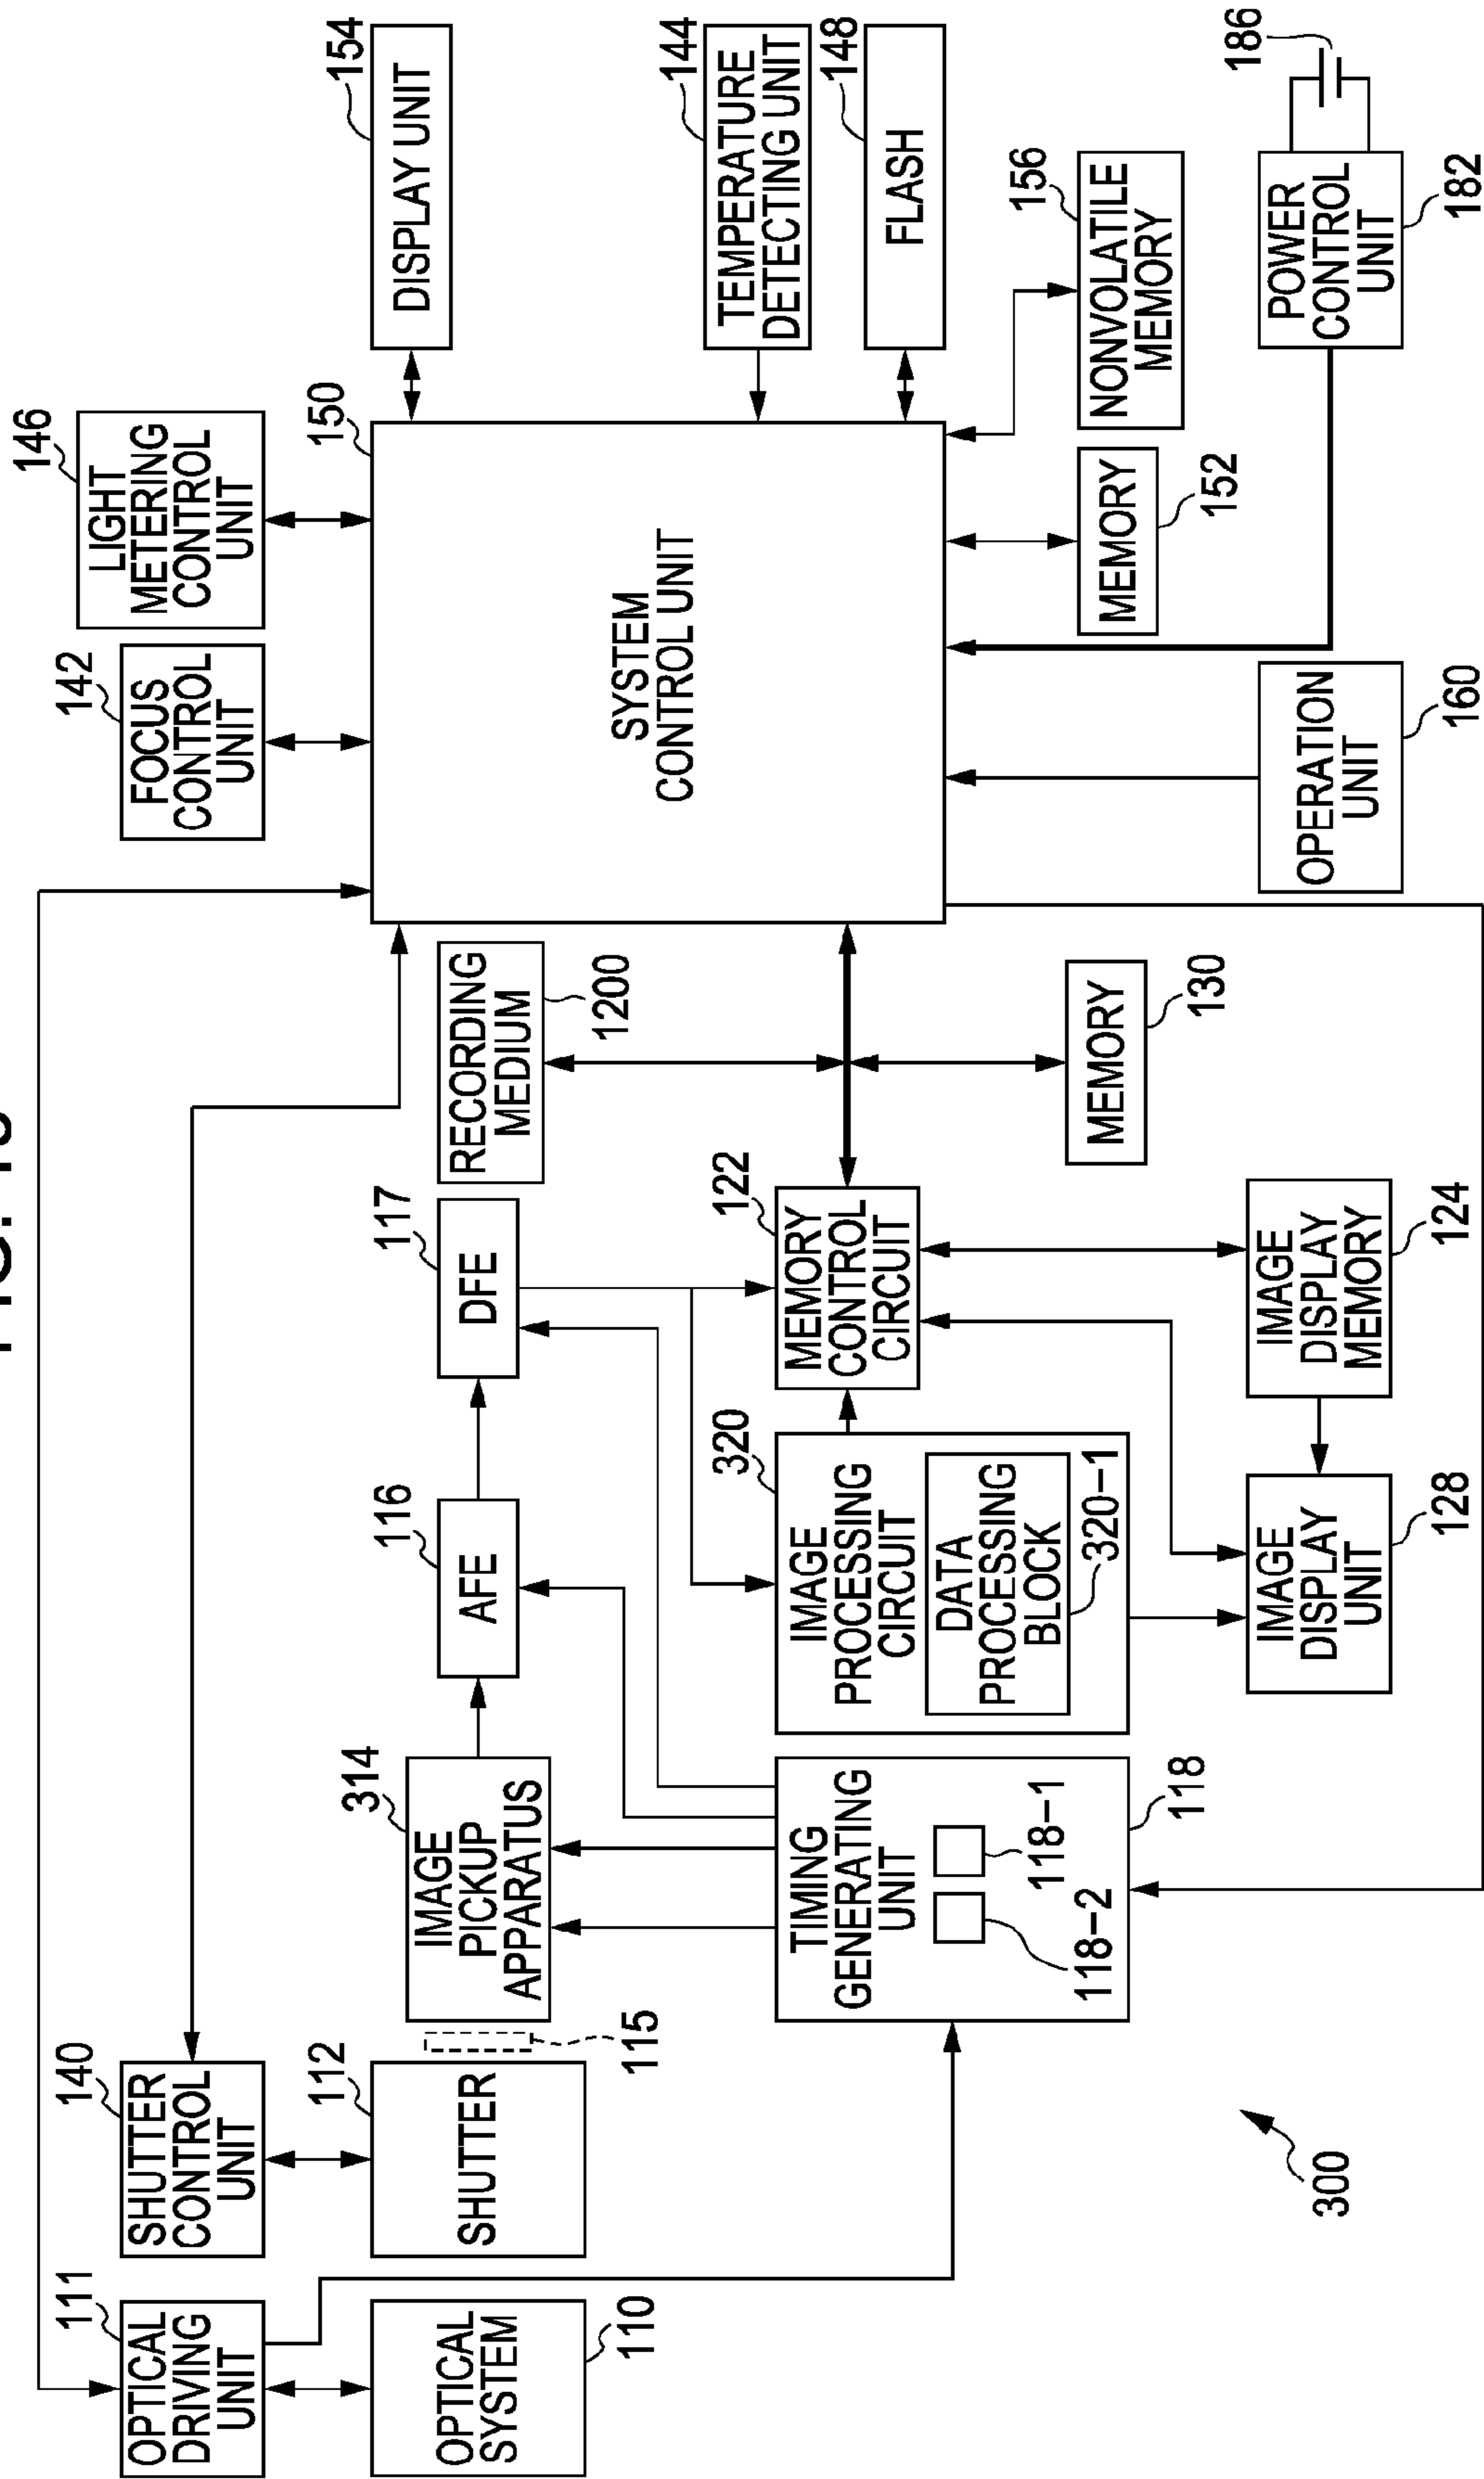 FIG.
111
OPTICAL
DRIVING
UNIT
140
SHUTTER
CONTROL
UNIT
142
FOCUS
CONTROL
UNIT
146
LIGHT
METERING
CONTROL
UNIT
OPTICAL
SYSTEM
110
112
SHUTTER
115
314
IMAGE
PICKUP
APPARATUS
116
AFE
117
DFE
RECORDING
MEDIUM
1200
150
SYSTEM
CONTROL UNIT
154
DISPLAY UNIT
144
TEMPERATURE
DETECTING UNIT
148
FLASH
TIMING
GENERATING
UNIT
118-2
118-1
118
320
IMAGE
PROCESSING
CIRCUIT
DATA
PROCESSING
BLOCK
320-1
122
MEMORY
CONTROL
CIRCUIT
MEMORY
130
MEMORY
152
156
NONVOLATILE
MEMORY
IMAGE
DISPLAY
UNIT
128
IMAGE
DISPLAY
MEMORY
124
OPERATION
UNIT
160
POWER
CONTROL
UNIT
182
186
300